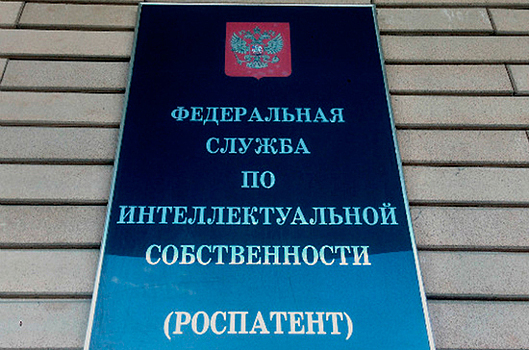 ФЕДЕРАЛЬНАЯ
СЛУЖБА
ПО
ИНТЕЛЛЕКТУАЛЬНОЙ
СОБСТВЕННОСТИ
(РОСПАТЕНТ)